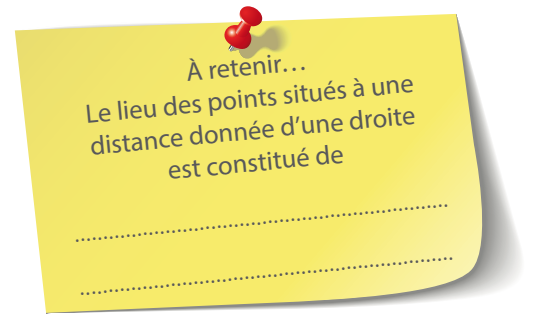 À retenir…
Le lieu des points situés à une
distance donnée d’une droite
est constitué de
........................................................................
........................................................................